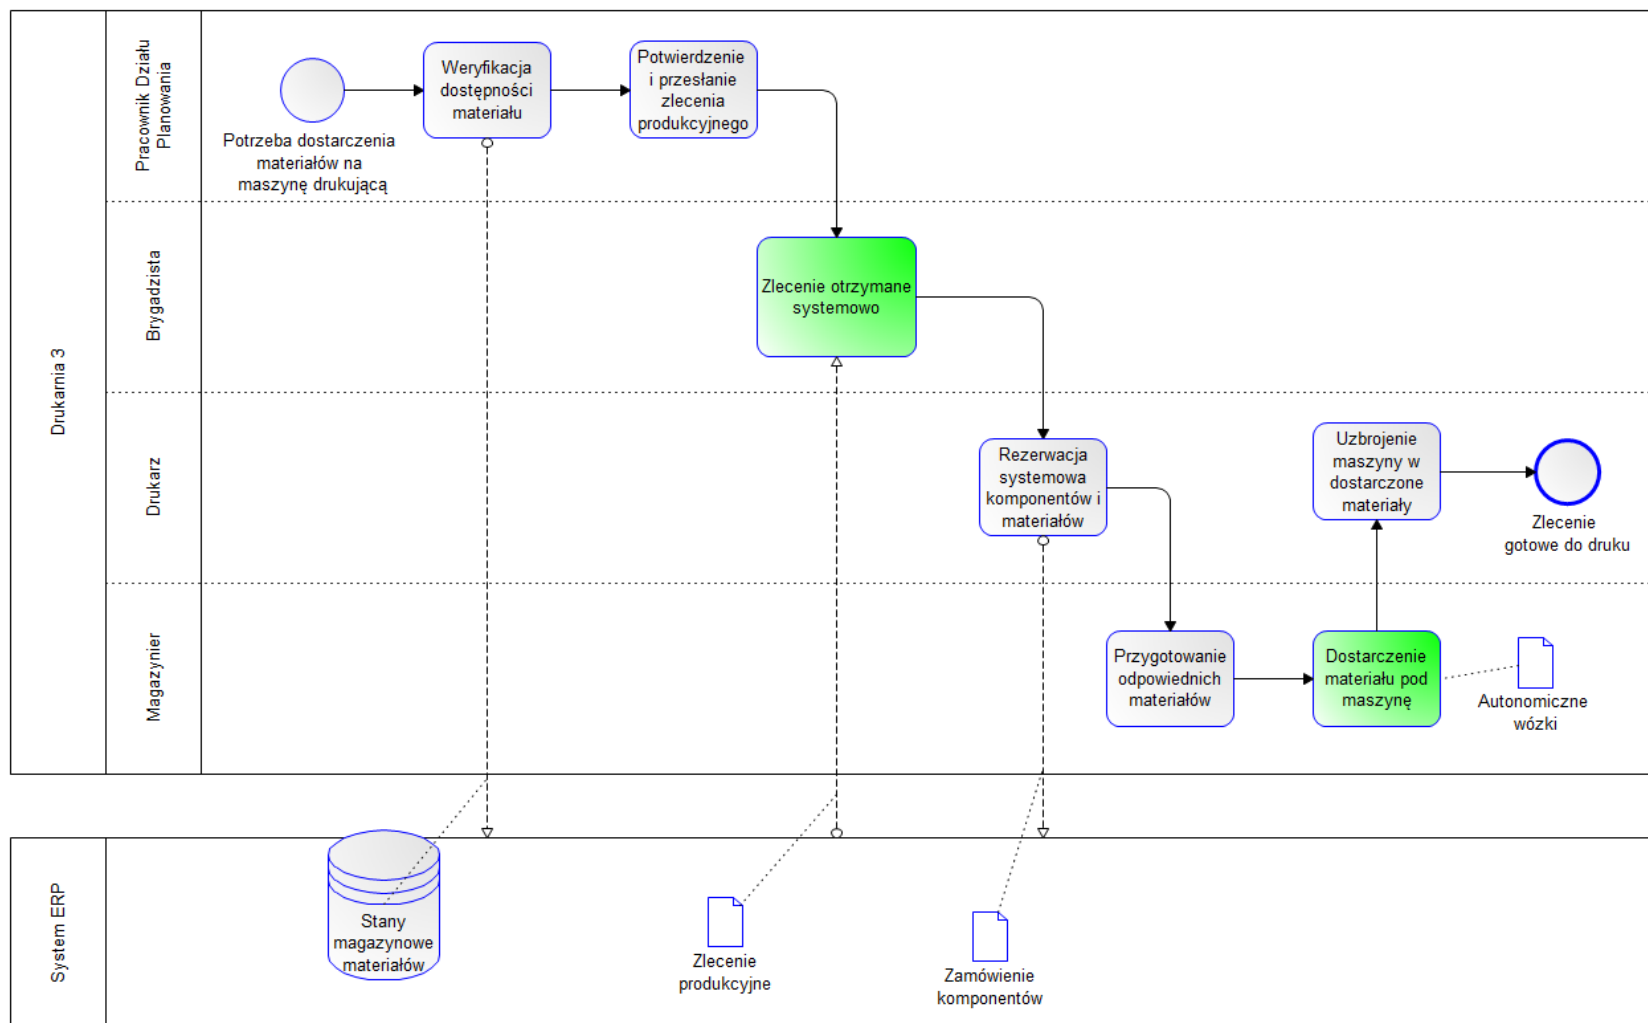 Drukarnia 3
Pracownik Działu
Planowania
Potrzeba dostarczenia
materiałów na
maszynę drukującą
Weryfikacja
dostępności
materiału
Potwierdzenie
i przesłanie
zlecenia
produkcyjnego
Brygadzista
Zlecenie otrzymane
systemowo
Drukarz
Rezerwacja
systemowa
komponentów i
materiałów
Uzbrojenie
maszyny w
dostarczone
materiały
Zlecenie
gotowe do druku
Magazynier
Przygotowanie
odpowiednich
materiałów
Dostarczenie
materiału pod
maszynę
Autonomiczne
wózki
System ERP
Stany
magazynowe
materiałów
Zlecenie
produkcyjne
Zamówienie
komponentów